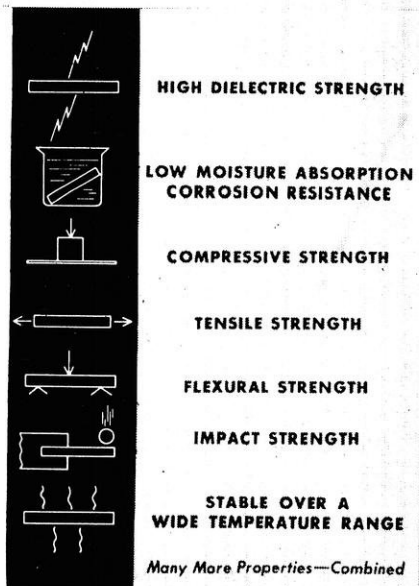 HIGH DIELECTRIC STRENGTH
LOW MOISTURE ABSORPTION
CORROSION RESISTANCE
COMPRESSIVE STRENGTH
TENSILE STRENGTH
FLEXURAL STRENGTH
IMPACT STRENGTH
STABLE OVER A
WIDE TEMPERATURE RANGE
Many More Properties—Combined